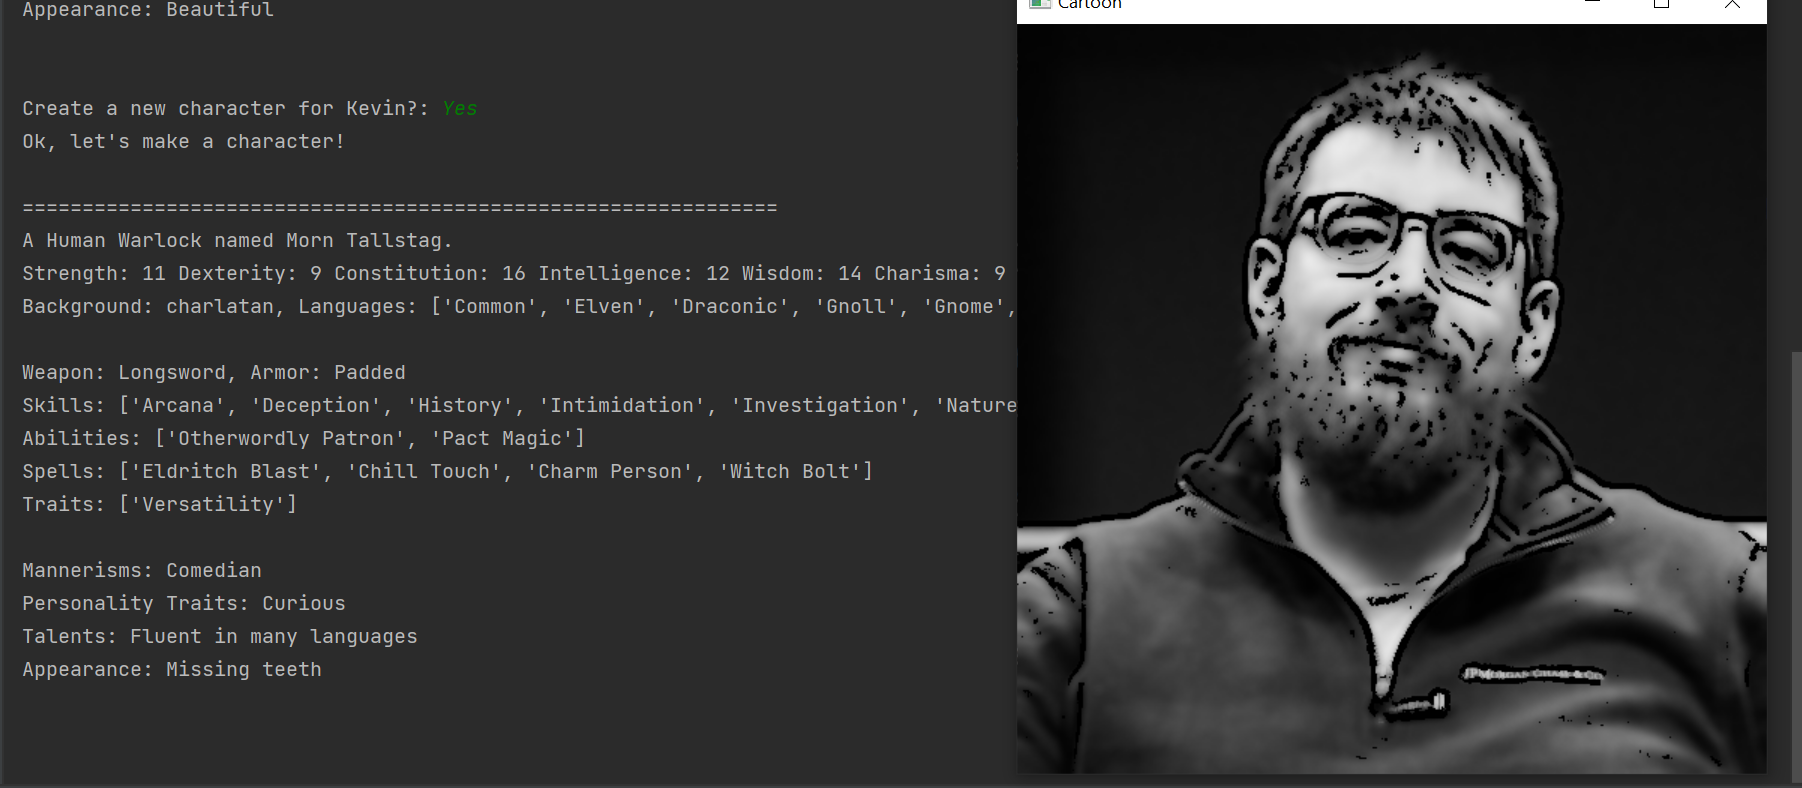 Appearance: Beautiful
Create a new character for Kevin?: Yes
Ok, let's make a character!
===============================================================
A Human Warlock named Morn Tallstag.
Strength: 11 Dexterity: 9 Constitution: 16 Intelligence: 12 Wisdom: 14 Charisma: 9
Background: charlatan, Languages: ['Common', 'Elven', 'Draconic', 'Gnoll', 'Gnome',
Weapon: Longsword, Armor: Padded
Skills: ['Arcana', 'Deception', 'History', 'Intimidation', 'Investigation', 'Nature
Abilities: ['Otherwordly Patron', 'Pact Magic']
Spells: ['Eldritch Blast', 'Chill Touch', 'Charm Person', 'Witch Bolt']
Traits: ['Versatility']
Mannerisms: Comedian
Personality Traits: Curious
Talents: Fluent in many languages
Appearance: Missing teeth
Cartoon
JPMorgan Chase & Co